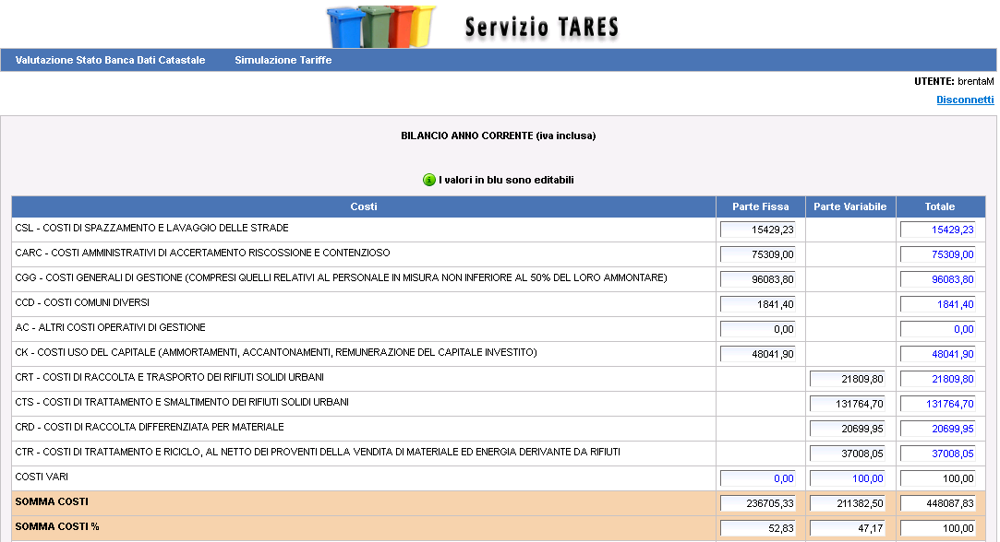 Servizio TARES
Valutazione Stato Banca Dati Catastale Simulazione Tariffe
UTENTE: brentaM
Disconnetti
BILANCIO ANNO CORRENTE (iva inclusa)
I valori in blu sono editabili
Costi Parte Fissa Parte Variabile Totale
CSL - COSTI DI SPAZZAMENTO E LAVAGGIO DELLE STRADE 15429,23 15429,23
CARC - COSTI AMMINISTRATIVI DI ACCERTAMENTO RISCOSSIONE E CONTENZIOSO 75309,00 75309,00
CGG - COSTI GENERALI DI GESTIONE (COMPRESI QUELLI RELATIVI AL PERSONALE IN MISURA NON INFERIORE AL 50% DEL LORO AMMONTARE) 96083,80 96083,80
CCD - COSTI COMUNI DIVERSI 1841,40 1841,40
AC - ALTRI COSTI OPERATIVI DI GESTIONE 0,00 0,00
CK - COSTI USO DEL CAPITALE (AMMORTAMENTI, ACCANTONAMENTI, REMUNERAZIONE DEL CAPITALE INVESTITO) 48041,90 48041,90
CRT - COSTI DI RACCOLTA E TRASPORTO DEI RIFIUTI SOLIDI URBANI 21809,80 21809,80
CTS - COSTI DI TRATTAMENTO E SMALTIMENTO DEI RIFIUTI SOLIDI URBANI 131764,70 131764,70
CRD - COSTI DI RACCOLTA DIFFERENZIATA PER MATERIALE 20699,95 20699,95
CTR - COSTI DI TRATTAMENTO E RICICLO, AL NETTO DEI PROVENTI DELLA VENDITA DI MATERIALE ED ENERGIA DERIVANTE DA RIFIUTI 37008,05 37008,05
COSTI VARI 0,00 100,00 100,00
SOMMA COSTI 236705,33 211382,50 448087,83
SOMMA COSTI % 52,83 47,17 100,00